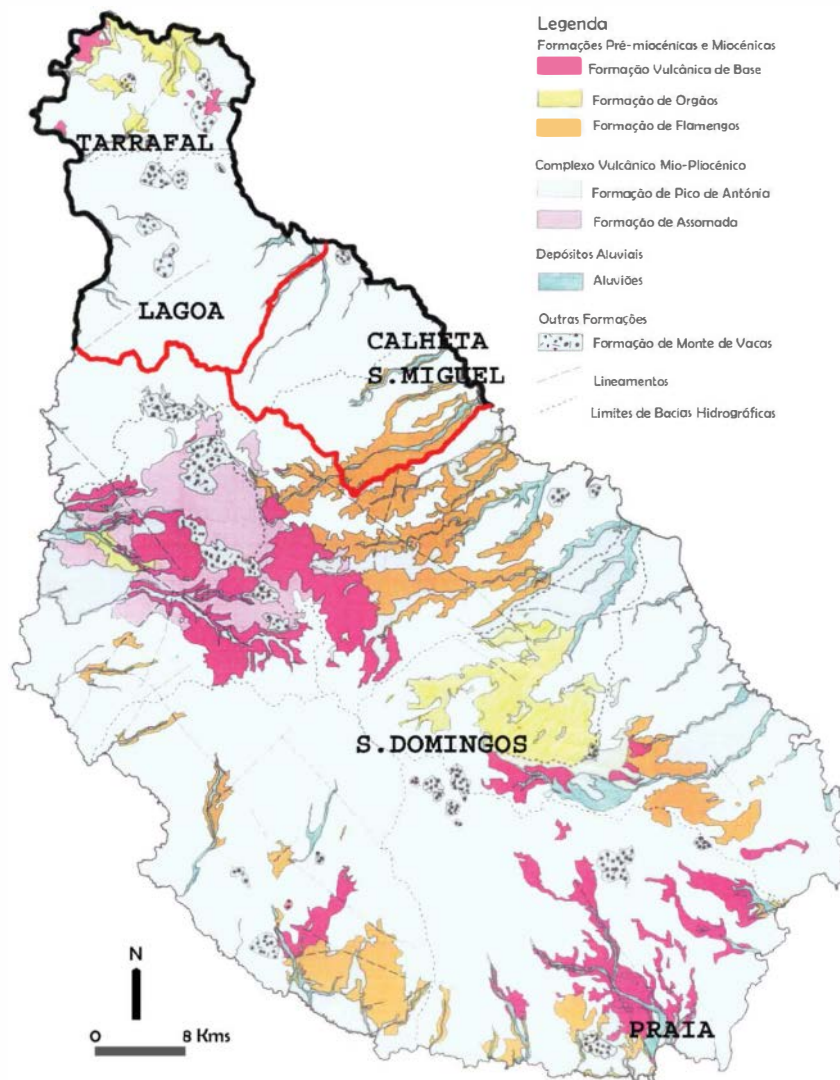 Legenda
Formações Pré-miocénicas e Miocénicas
Formação Vulcânica de Base
Formação de Orgãos
Formação de Flamengos
Complexo Vulcânico Mio-Pliocénico
Formação de Pico de Antónia
Formação de Assomada
Depósitos Aluviais
Aluviões
Outras Formações
Formação de Monte de Vacas
Lineamentos
Limites de Bacias Hidrográficas
TARRAFAL
LAGOA
CALHETA
S.MIGUEL
S.DOMINGOS
PRAIA
N
0 8 Kms